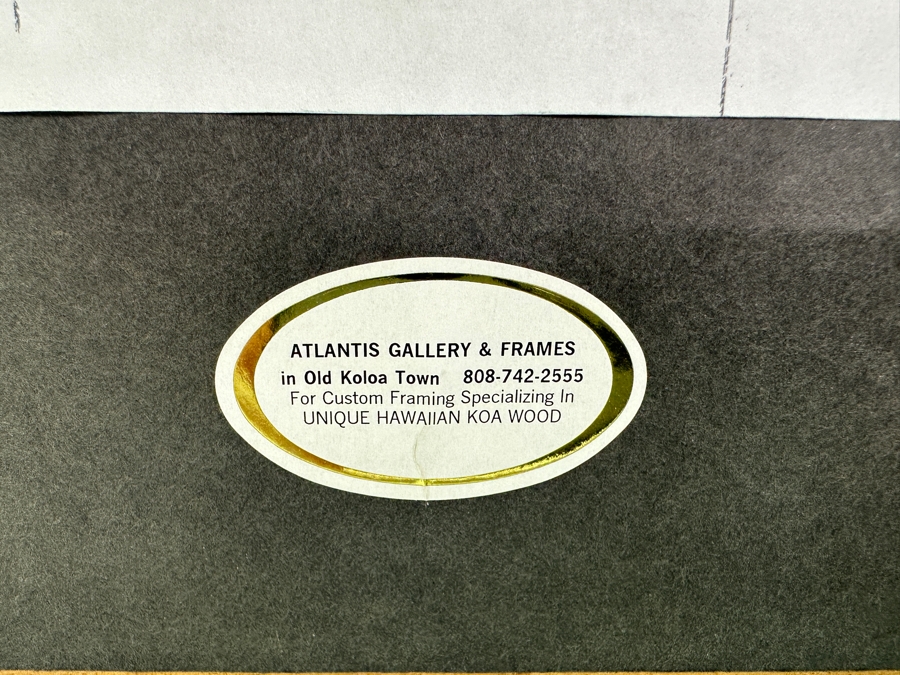 ATLANTIS GALLERY & FRAMES
in Old Koloa Town 808-742-2555
For Custom Framing Specializing In
UNIQUE HAWAIIAN KOA WOOD